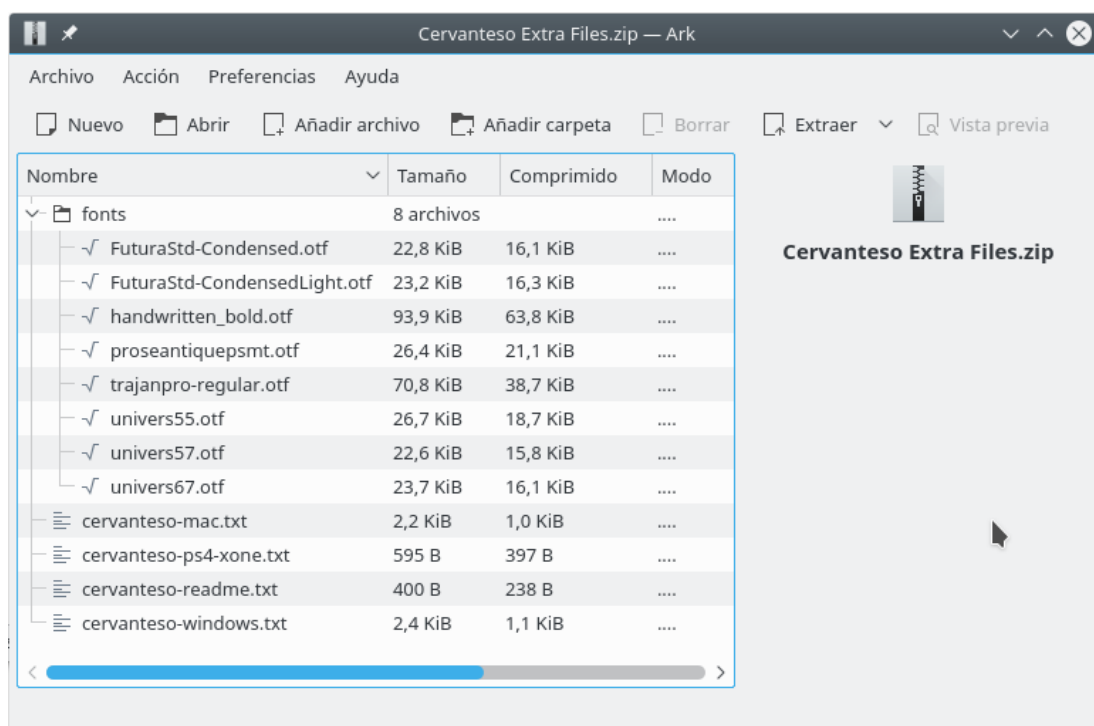 Cervanteso Extra Files.zip — Ark
Archivo Acción Preferencias Ayuda
Nuevo Abrir Añadir archivo Añadir carpeta Borrar Extraer Vista previa
Nombre Tamaño Comprimido Modo
fonts 8 archivos ....
FuturaStd-Condensed.otf 22,8 KiB 16,1 KiB ....
FuturaStd-CondensedLight.otf 23,2 KiB 16,3 KiB ....
handwritten_bold.otf 93,9 KiB 63,8 KiB ....
proseantiquepsmt.otf 26,4 KiB 21,1 KiB ....
trajanpro-regular.otf 70,8 KiB 38,7 KiB ....
univers55.otf 26,7 KiB 18,7 KiB ....
univers57.otf 22,6 KiB 15,8 KiB ....
univers67.otf 23,7 KiB 16,1 KiB ....
cervanteso-mac.txt 2,2 KiB 1,0 KiB ....
cervanteso-ps4-xone.txt 595 B 397 B ....
cervanteso-readme.txt 400 B 238 B ....
cervanteso-windows.txt 2,4 KiB 1,1 KiB ....
Cervanteso Extra Files.zip